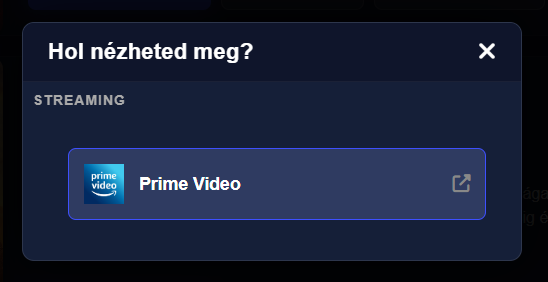 Hol nézheted meg?
STREAMING
prime
video
Prime Video